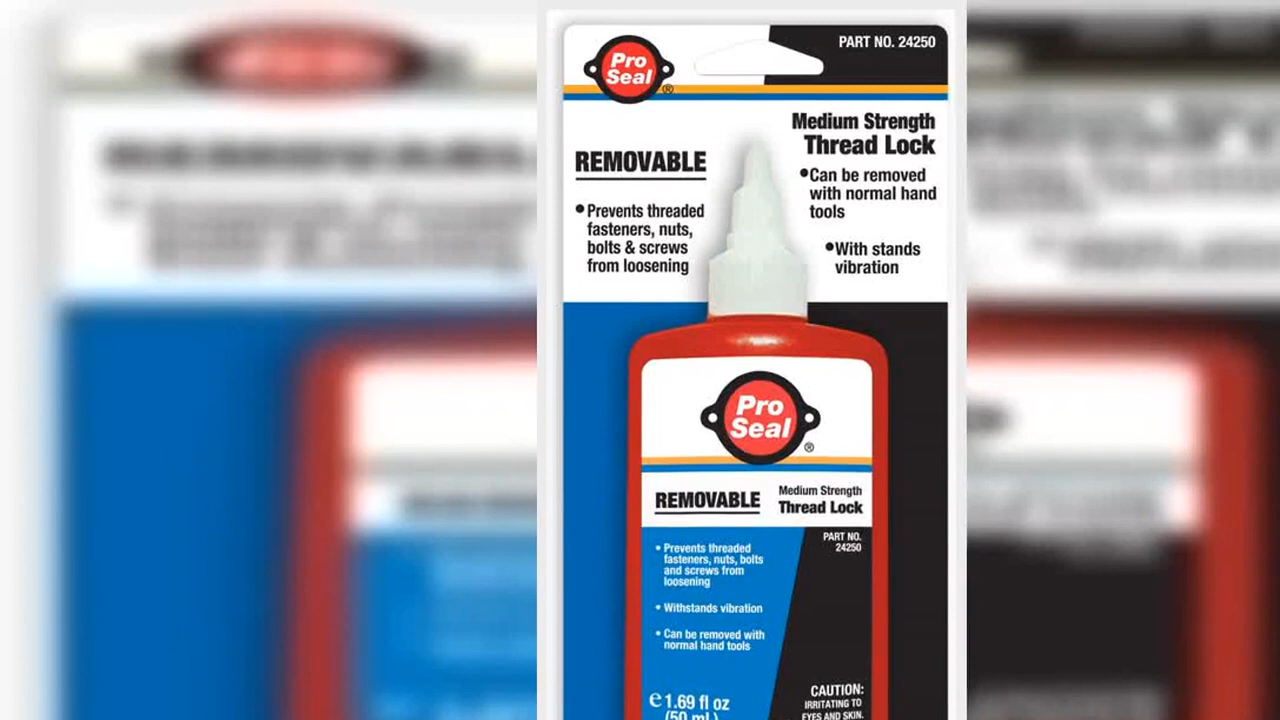 Pro
Seal
®
PART NO. 24250
REMOVABLE
•Prevents threaded
fasteners, nuts,
bolts & screws
from loosening
Medium Strength
Thread Lock
•Can be removed
with normal hand
tools
•With stands
vibration
Pro
Seal
®
REMOVABLE
Medium Strength
Thread Lock
PART NO.
24250
• Prevents threaded
fasteners, nuts, bolts
and screws from
loosening
• Withstands vibration
• Can be removed with
normal hand tools
e 1.69 fl oz
(50 mL)
CAUTION:
IRRITATING TO
EYES AND SKIN.